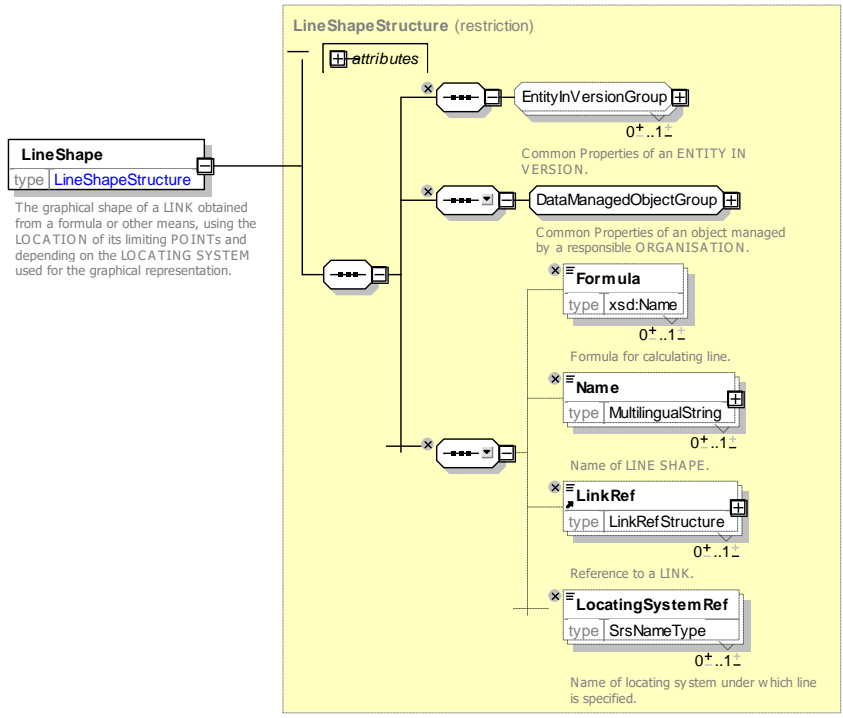 LineShapeStructure (restriction)
attributes
EntityInVersionGroup
0+..1±
Common Properties of an ENTITY IN
VERSION.
LineShape
type LineShapeStructure
The graphical shape of a LINK obtained
from a formula or other means, using the
LOCATION of its limiting POINTs and
depending on the LOCATING SYSTEM
used for the graphical representation.
DataManagedObjectGroup
Common Properties of an object managed
by a responsible ORGANISATION.
Formula
type xsd:Name
0±..1±
Formula for calculating line.
Name
type MultilingualString
0±..1±
Name of LINE SHAPE.
LinkRef
type LinkRefStructure
0±..1±
Reference to a LINK.
LocatingSystemRef
type SrsNameType
0±..1±
Name of locating system under which line
is specified.